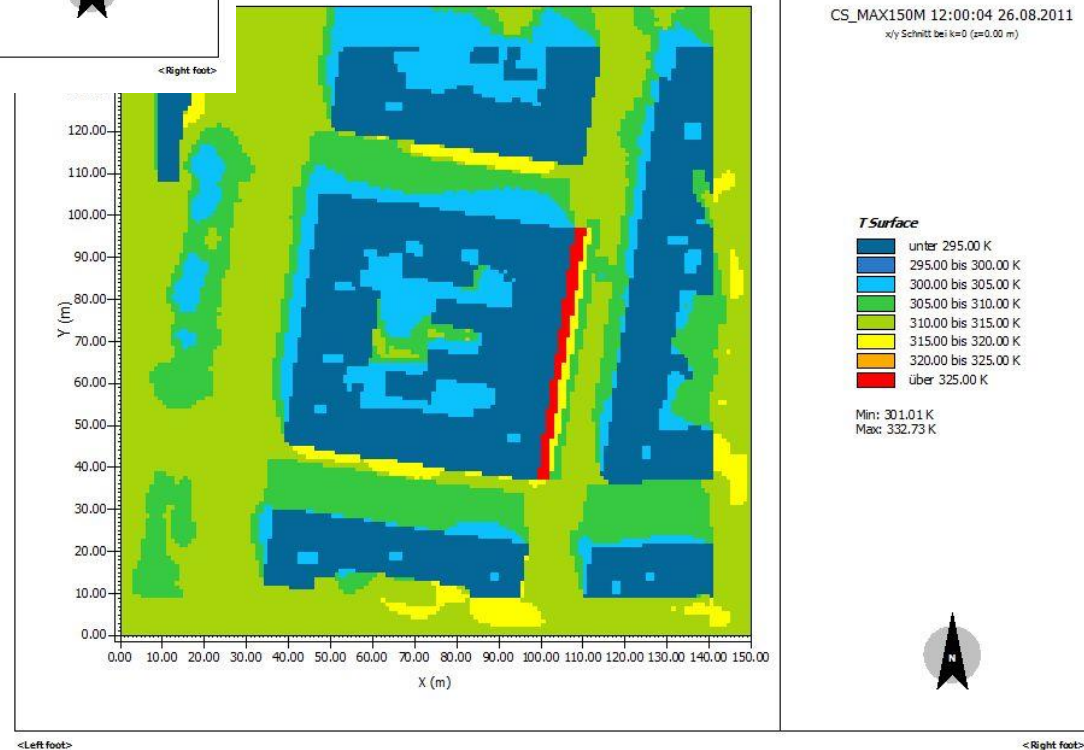 CS_MAX150M 12:00:04 26.08.2011
x/y Schnitt bei k=0 (z=0.00 m)
<Right foot>
120.00
110.00
100.00
90.00
80.00
70.00
60.00
50.00
40.00
30.00
20.00
10.00
0.00
Y (m)
0.00 10.00 20.00 30.00 40.00 50.00 60.00 70.00 80.00 90.00 100.00 110.00 120.00 130.00 140.00 150.00
X (m)
T Surface
unter 295.00 K
295.00 bis 300.00 K
300.00 bis 305.00 K
305.00 bis 310.00 K
310.00 bis 315.00 K
315.00 bis 320.00 K
320.00 bis 325.00 K
über 325.00 K
Min: 301.01 K
Max: 332.73 K
N
<Left foot>
<Right foot>